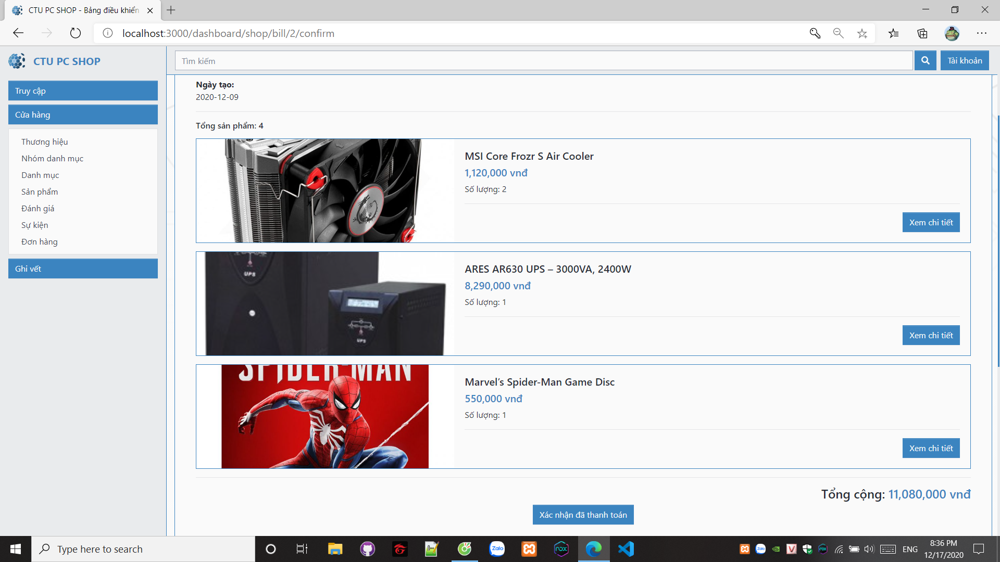 CTU PC SHOP - Bảng điều khiển
localhost:3000/dashboard/shop/bill/2/confirm
CTU PC SHOP
Tìm kiếm
Tài khoản
Truy cập
Cửa hàng
Thương hiệu
Nhóm danh mục
Danh mục
Sản phẩm
Đánh giá
Sự kiện
Đơn hàng
Ghi vết
Ngày tạo:
2020-12-09
Tổng sản phẩm: 4
MSI Core Frozr S Air Cooler
1,120,000 vnđ
Số lượng: 2
Xem chi tiết
UPS
UPS
ARES AR630 UPS – 3000VA, 2400W
8,290,000 vnđ
Số lượng: 1
Xem chi tiết
SPIDER-MAN
Marvel’s Spider-Man Game Disc
550,000 vnđ
Số lượng: 1
Xem chi tiết
Tổng cộng: 11,080,000 vnđ
Xác nhận đã thanh toán
Type here to search
Zalo
nox
ENG
8:36 PM
12/17/2020